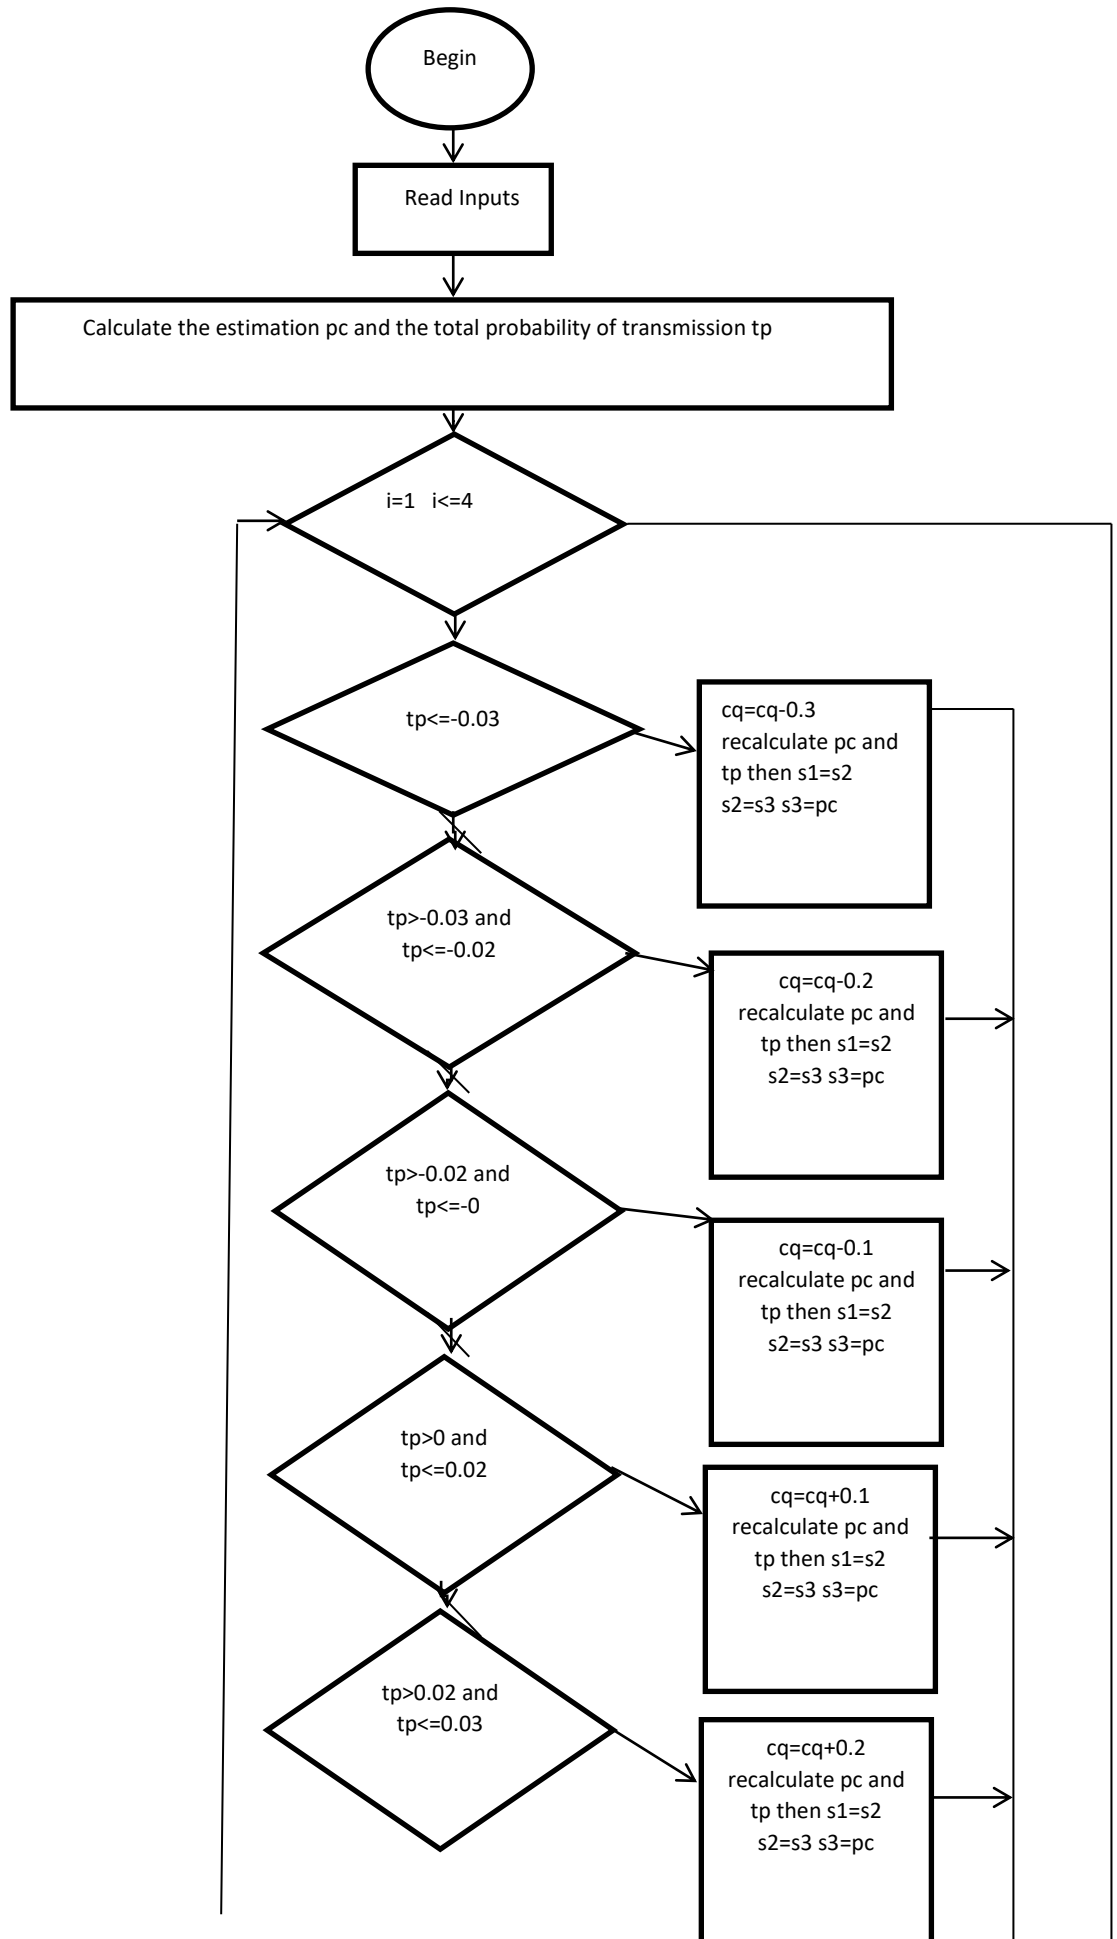 Begin
Read Inputs
Calculate the estimation pc and the total probability of transmission tp
i=1 i<=4
tp<=-0.03
cq=cq-0.3
recalculate pc and
tp then s1=s2
s2=s3 s3=pc
tp>-0.03 and
tp<=-0.02
cq=cq-0.2
recalculate pc and
tp then s1=s2
s2=s3 s3=pc
tp>-0.02 and
tp<=-0
cq=cq-0.1
recalculate pc and
tp then s1=s2
s2=s3 s3=pc
tp>0 and
tp<=0.02
cq=cq+0.1
recalculate pc and
tp then s1=s2
s2=s3 s3=pc
tp>0.02 and
tp<=0.03
cq=cq+0.2
recalculate pc and
tp then s1=s2
s2=s3 s3=pc